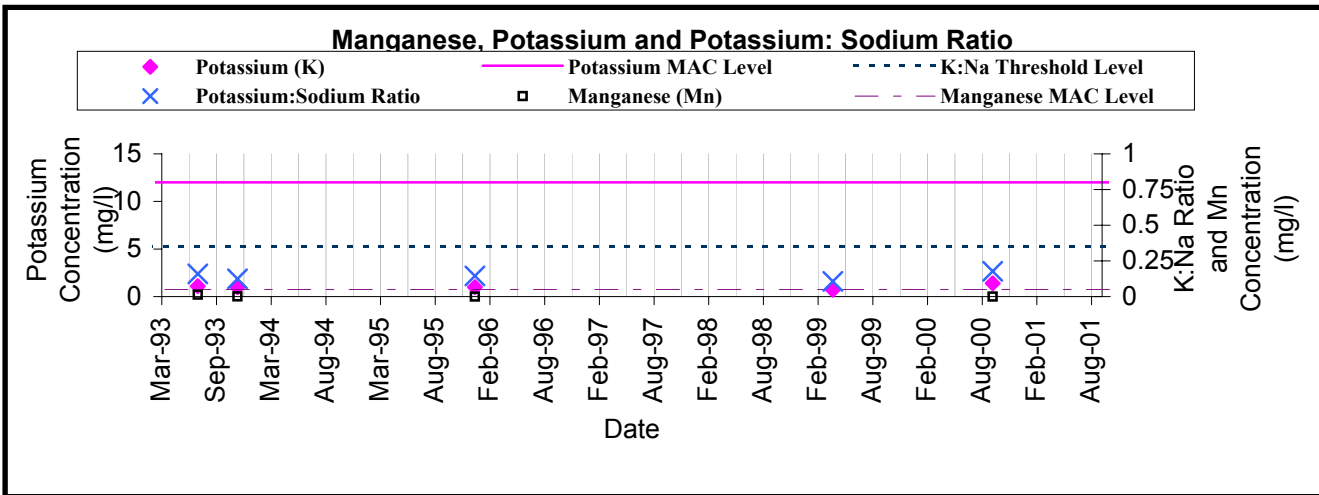 Manganese, Potassium and Potassium: Sodium Ratio
Potassium (K) Potassium MAC Level K:Na Threshold Level
Potassium:Sodium Ratio Manganese (Mn) Manganese MAC Level
Potassium
Concentration
(mg/l)
15
10
5
0
1
0.75
0.5
0.25
0
K:Na Ratio
and Mn
Concentration
(mg/l)
Mar-93
Sep-93
Mar-94
Aug-94
Mar-95
Aug-95
Feb-96
Aug-96
Feb-97
Aug-97
Feb-98
Aug-98
Feb-99
Aug-99
Feb-00
Aug-00
Feb-01
Aug-01
Date